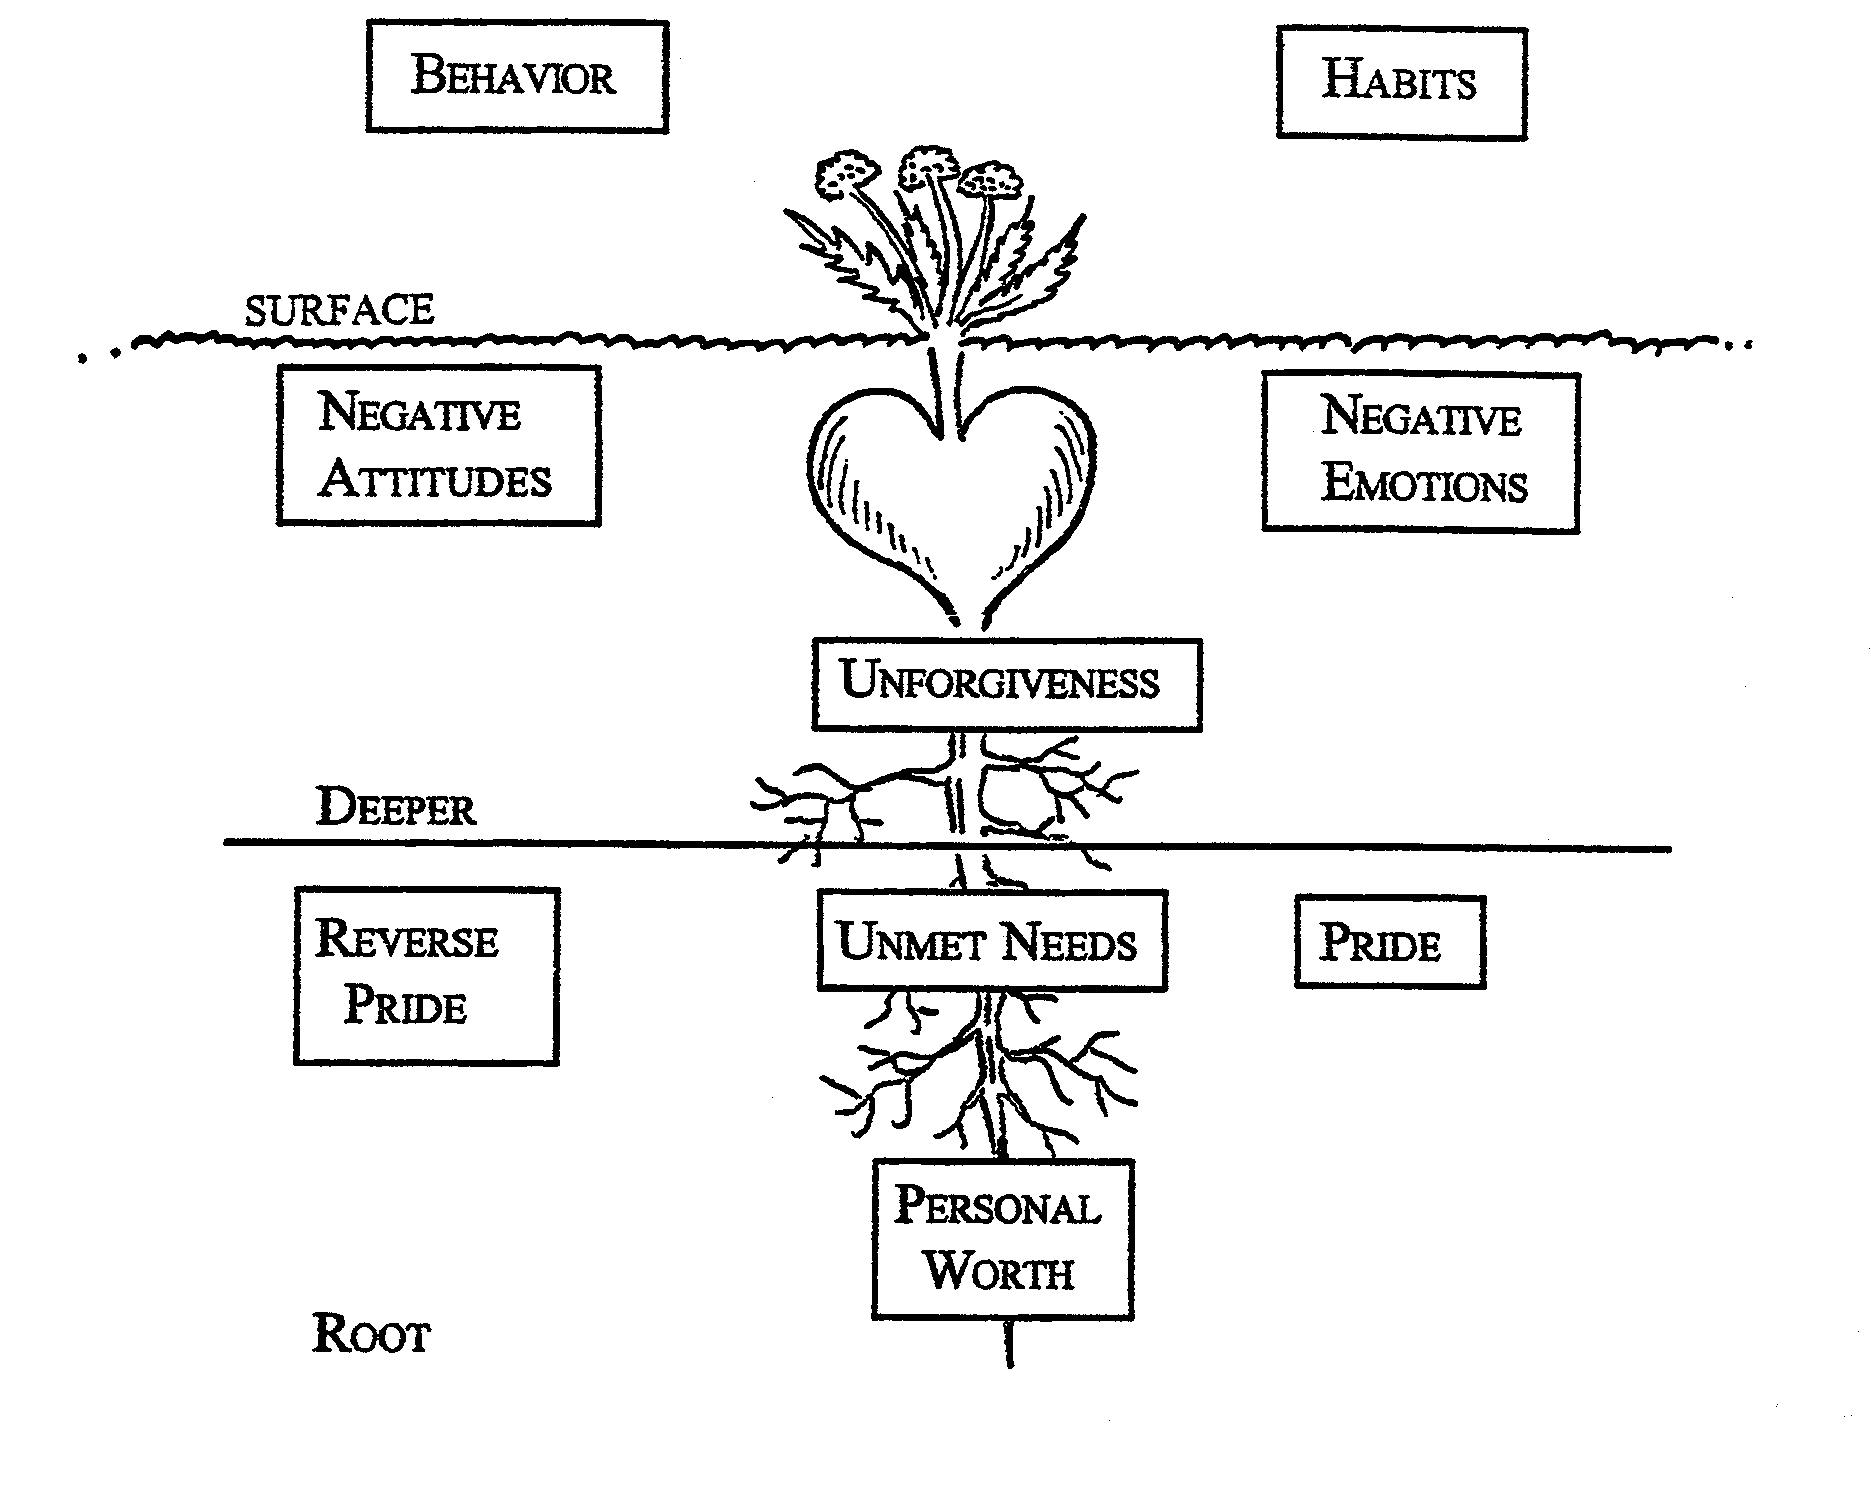 BEHAVIOR
HABITS
SURFACE
NEGATIVE
ATTITUDES
NEGATIVE
EMOTIONS
UNFORGIVENESS
DEEPER
REVERSE
PRIDE
UNMET NEEDS
PRIDE
PERSONAL
WORTH
ROOT